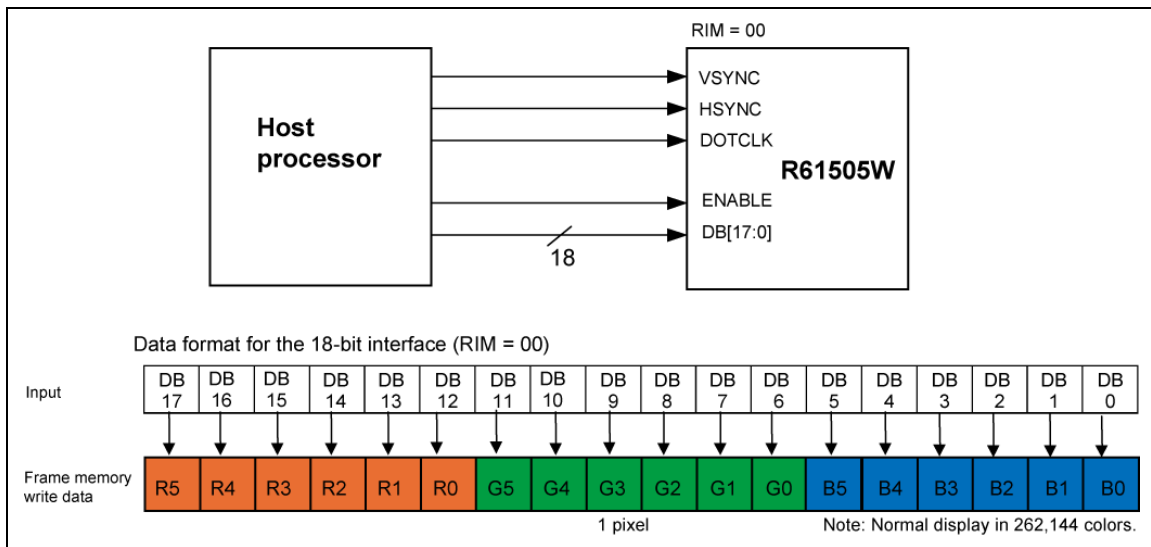 RIM = 00
Host
processor
VSYNC
HSYNC
DOTCLK
R61505W
ENABLE
DB[17:0]
18
Data format for the 18-bit interface (RIM = 00)
Input
DB 17 DB 16 DB 15 DB 14 DB 13 DB 12 DB 11 DB 10 DB 9 DB 8 DB 7 DB 6 DB 5 DB 4 DB 3 DB 2 DB 1 DB 0
Frame memory
write data
R5 R4 R3 R2 R1 R0 G5 G4 G3 G2 G1 G0 B5 B4 B3 B2 B1 B0
1 pixel
Note: Normal display in 262,144 colors.